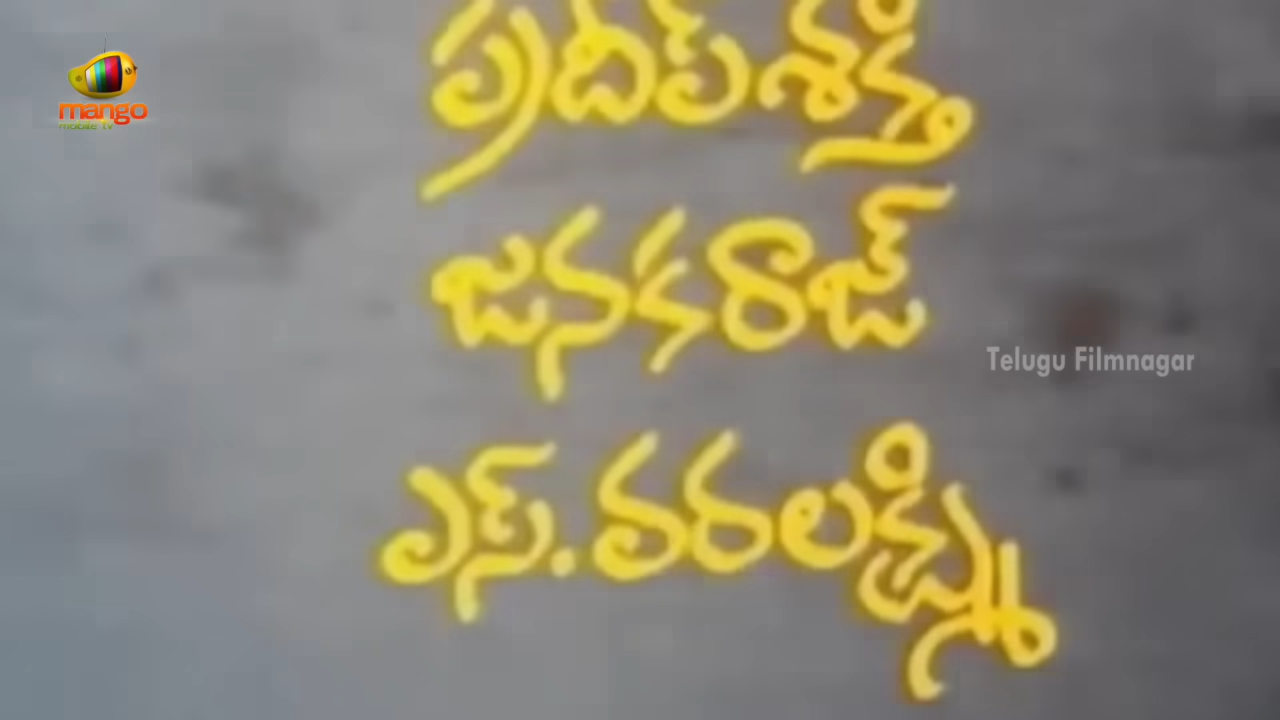 ప్రదీప్ శక్తి
mango
mobile tv
జనకరాజ్
Telugu Filmnagar
ఎస్. వరలక్ష్మి